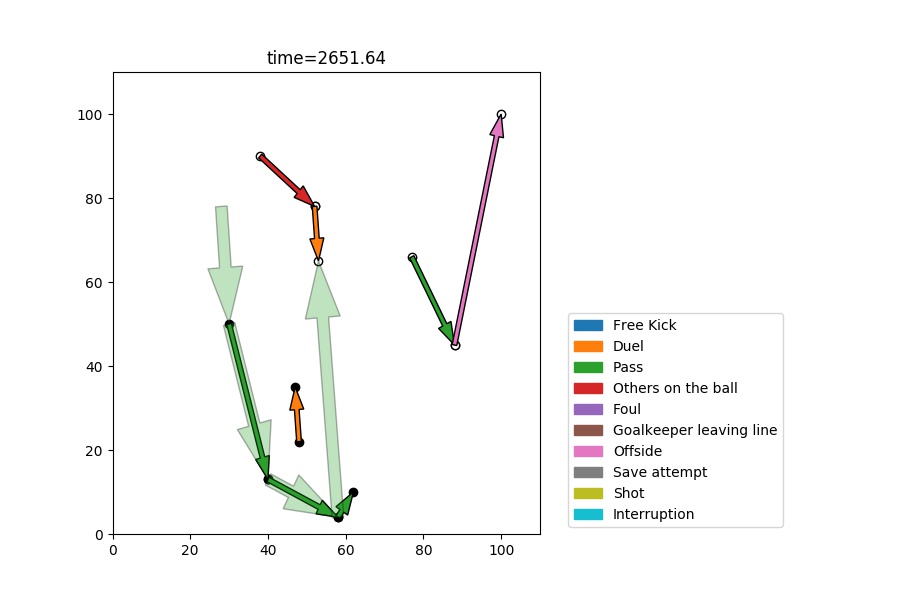 time=2651.64
100
80
60
40
20
0
0 20 40 60 80 100
Free Kick
Duel
Pass
Others on the ball
Foul
Goalkeeper leaving line
Offside
Save attempt
Shot
Interruption